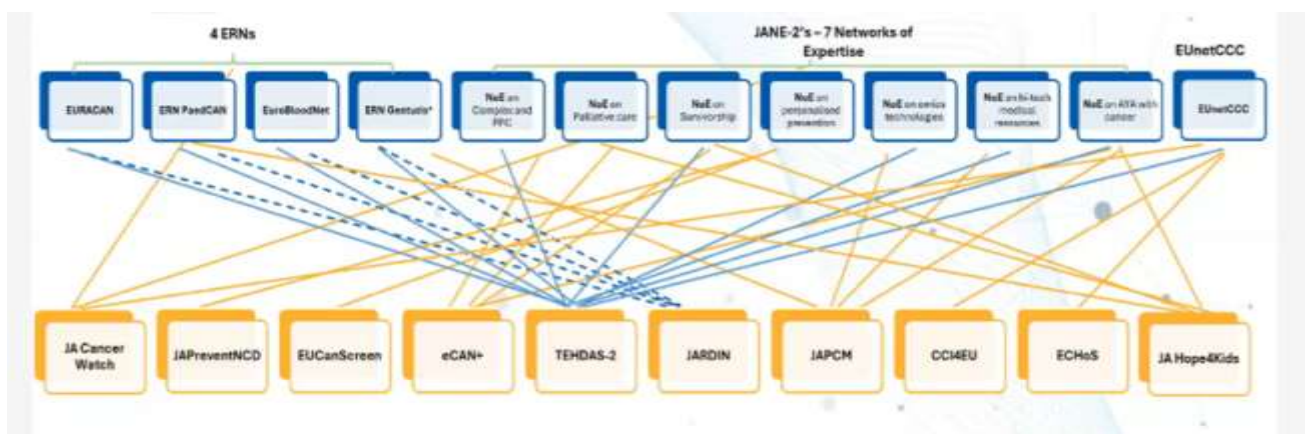 4 ERNs
JANE-2's – 7 Networks of
Expertise
EUnetCCC
EURACAN
ERN PaedCAN
EuroBloodNet
ERN Genturis*
NoE on
Complex and
PPC
NoE on
Palliative care
NoE on
Survivorship
NoE on
personalised
prevention
NoE on omics
technologies
NoE on hi-tech
medical
resources
NoE on AYA with
cancer
EUnetCCC
JA Cancer
Watch
JAPreventNCD
EUCanScreen
eCAN+
TEHDAS-2
JARDIN
JAPCM
CCI4EU
ECHoS
JA Hope4Kids